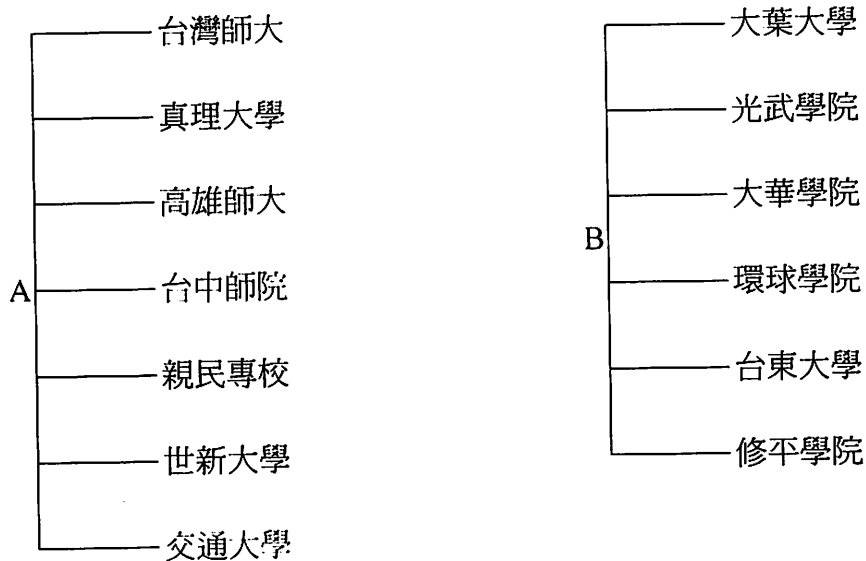 台灣師大
真理大學
高雄師大
A
台中師院
親民專校
世新大學
交通大學
大葉大學
光武學院
大華學院
B
環球學院
台東大學
修平學院